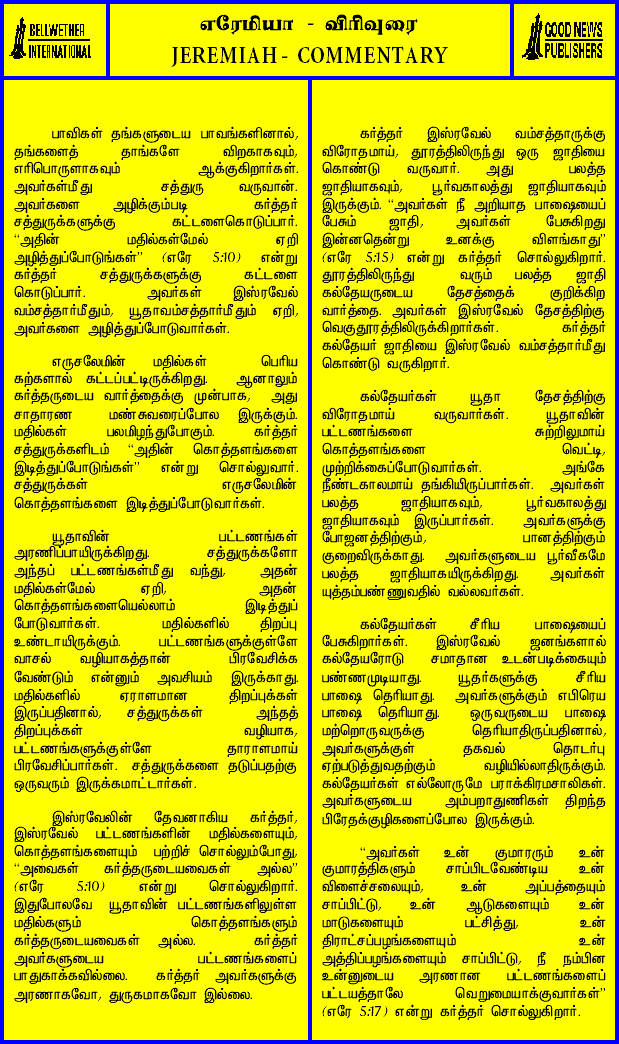 BELLWETHER
INTERNATIONAL
எரேமியா - விரிவுரை
JEREMIAH - COMMENTARY
GOOD NEWS
PUBLISHERS
பாவிகள் தங்களுடைய பாவங்களினால்,
தங்களைத் தாங்களே விறகாகவும்,
எரிபொருளாகவும் ஆக்குகிறார்கள்.
அவர்கள்மீது சத்துரு வருவான்.
அவர்களை அழிக்கும்படி கர்த்தர்
சத்துருக்களுக்கு கட்டளைகொடுப்பார்.
“அதின் மதில்கள்மேல் ஏறி
அழித்துப்போடுங்கள்” (எரே 5:10) என்று
கர்த்தர் சத்துருக்களுக்கு கட்டளை
கொடுப்பார். அவர்கள் இஸ்ரவேல்
வம்சத்தார்மீதும், யூதாவம்சத்தார்மீதும் ஏறி,
அவர்களை அழித்துப்போடுவார்கள்.
எருசலேமின் மதில்கள் பெரிய
கற்களால் கட்டப்பட்டிருக்கிறது. ஆனாலும்
கர்த்தருடைய வார்த்தைக்கு முன்பாக, அது
சாதாரண மண்சுவரைப்போல இருக்கும்.
மதில்கள் பலமிழந்துபோகும். கர்த்தர்
சத்துருக்களிடம் “அதின் கொத்தளங்களை
இடித்துப்போடுங்கள்” என்று சொல்லுவார்.
சத்துருக்கள் எருசலேமின்
கொத்தளங்களை இடித்துப்போடுவார்கள்.
யூதாவின் பட்டணங்கள்
அரணிப்பாயிருக்கிறது. சத்துருக்களோ
அந்தப் பட்டணங்கள்மீது வந்து, அதன்
மதில்கள்மேல் ஏறி, அதன்
கொத்தளங்களையெல்லாம் இடித்துப்
போடுவார்கள். மதில்களில் திறப்பு
உண்டாயிருக்கும். பட்டணங்களுக்குள்ளே
வாசல் வழியாகத்தான் பிரவேசிக்க
வேண்டும் என்னும் அவசியம் இருக்காது.
மதில்களில் ஏராளமான திறப்புக்கள்
இருப்பதினால், சத்துருக்கள் அந்தத்
திறப்புக்கள் வழியாக,
பட்டணங்களுக்குள்ளே தாராளமாய்
பிரவேசிப்பார்கள். சத்துருக்களை தடுப்பதற்கு
ஒருவரும் இருக்கமாட்டார்கள்.
இஸ்ரவேலின் தேவனாகிய கர்த்தர்,
இஸ்ரவேல் பட்டணங்களின் மதில்களையும்,
கொத்தளங்களையும் பற்றிச் சொல்லும்போது,
“அவைகள் கர்த்தருடையவைகள் அல்ல”
(எரே 5:10) என்று சொல்லுகிறார்.
இதுபோலவே யூதாவின் பட்டணங்களிலுள்ள
மதில்களும் கொத்தளங்களும்
கர்த்தருடையவைகள் அல்ல. கர்த்தர்
அவர்களுடைய பட்டணங்களைப்
பாதுகாக்கவில்லை. கர்த்தர் அவர்களுக்கு
அரணாகவோ, துருகமாகவோ இல்லை.
கர்த்தர் இஸ்ரவேல் வம்சத்தாருக்கு
விரோதமாய், தூரத்திலிருந்து ஒரு ஜாதியை
கொண்டு வருவார். அது பலத்த
ஜாதியாகவும், பூர்வகாலத்து ஜாதியாகவும்
இருக்கும். “அவர்கள் நீ அறியாத பாஷையைப்
பேசும் ஜாதி, அவர்கள் பேசுகிறது
இன்னதென்று உனக்கு விளங்காது”
(எரே 5:15) என்று கர்த்தர் சொல்லுகிறார்.
தூரத்திலிருந்து வரும் பலத்த ஜாதி
கல்தேயருடைய தேசத்தைக் குறிக்கிற
வார்த்தை. அவர்கள் இஸ்ரவேல் தேசத்திற்கு
வெகுதூரத்திலிருக்கிறார்கள். கர்த்தர்
கல்தேயர் ஜாதியை இஸ்ரவேல் வம்சத்தார்மீது
கொண்டு வருகிறார்.
கல்தேயர்கள் யூதா தேசத்திற்கு
விரோதமாய் வருவார்கள். யூதாவின்
பட்டணங்களை சுற்றிலுமாய்
கொத்தளங்களை வெட்டி,
முற்றிக்கைப்போடுவார்கள். அங்கே
நீண்டகாலமாய் தங்கியிருப்பார்கள். அவர்கள்
பலத்த ஜாதியாகவும், பூர்வகாலத்து
ஜாதியாகவும் இருப்பார்கள். அவர்களுக்கு
போஜனத்திற்கும், பானத்திற்கும்
குறைவிருக்காது. அவர்களுடைய பூர்வீகமே
பலத்த ஜாதியாகயிருக்கிறது. அவர்கள்
யுத்தம்பண்ணுவதில் வல்லவர்கள்.
கல்தேயர்கள் சீரிய பாஷையைப்
பேசுகிறார்கள். இஸ்ரவேல் ஜனங்களால்
கல்தேயரோடு சமாதான உடன்படிக்கையும்
பண்ணமுடியாது. யூதர்களுக்கு சீரிய
பாஷை தெரியாது. அவர்களுக்கும் எபிரெய
பாஷை தெரியாது. ஒருவருடைய பாஷை
மற்றொருவருக்கு தெரியாதிருப்பதினால்,
அவர்களுக்குள் தகவல் தொடர்பு
ஏற்படுத்துவதற்கும் வழியில்லாதிருக்கும்.
கல்தேயர்கள் எல்லோருமே பராக்கிரமசாலிகள்.
அவர்களுடைய அம்பறாதூணிகள் திறந்த
பிரேதக்குழிகளைப்போல இருக்கும்.
“அவர்கள் உன் குமாரரும் உன்
குமாரத்திகளும் சாப்பிடவேண்டிய உன்
விளைச்சலையும், உன் அப்பத்தையும்
சாப்பிட்டு, உன் ஆடுகளையும் உன்
மாடுகளையும் பட்சித்து, உன்
திராட்சப்பழங்களையும் உன்
அத்திப்பழங்களையும் சாப்பிட்டு, நீ நம்பின
உன்னுடைய அரணான பட்டணங்களைப்
பட்டயத்தாலே வெறுமையாக்குவார்கள்”
(எரே 5:17) என்று கர்த்தர் சொல்லுகிறார்.